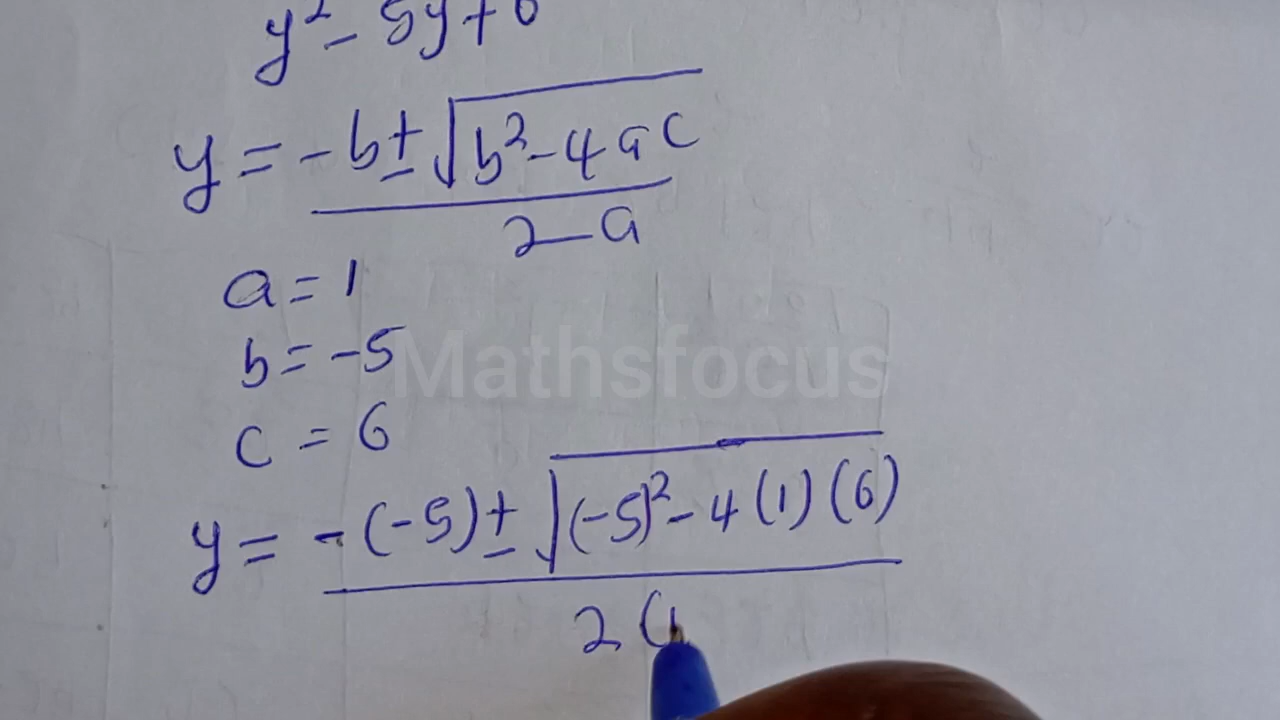 y² - 5y + 6
y = -b ± √(b² - 4ac)
2a
a = 1
b = -5
Mathsfocus
c = 6
y = -(-5) ± √((-5)² - 4(1)(6))
2(1